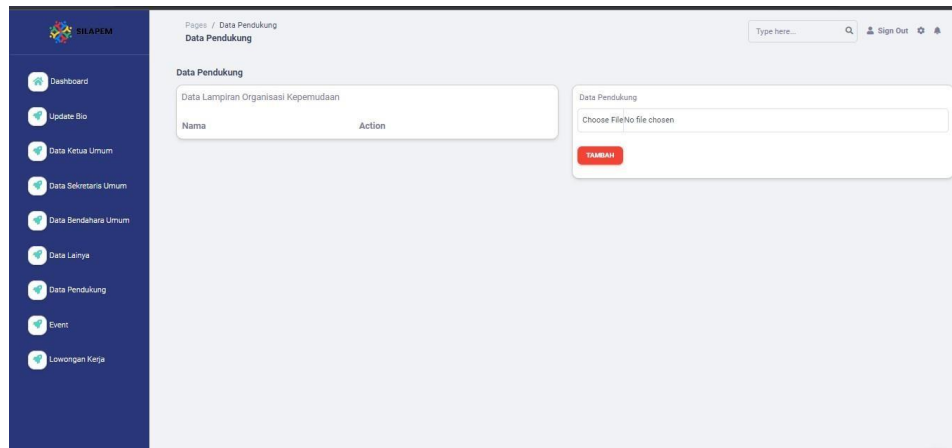 SILAPEM
Pages / Data Pendukung
Data Pendukung
Type here...
Sign Out
Dashboard
Update Bio
Data Ketua Umum
Data Sekretaris Umum
Data Bendahara Umum
Data Lainya
Data Pendukung
Event
Lowongan Kerja
Data Pendukung
Data Lampiran Organisasi Kepemudaan
Nama Action
Data Pendukung
Choose File No file chosen
TAMBAH